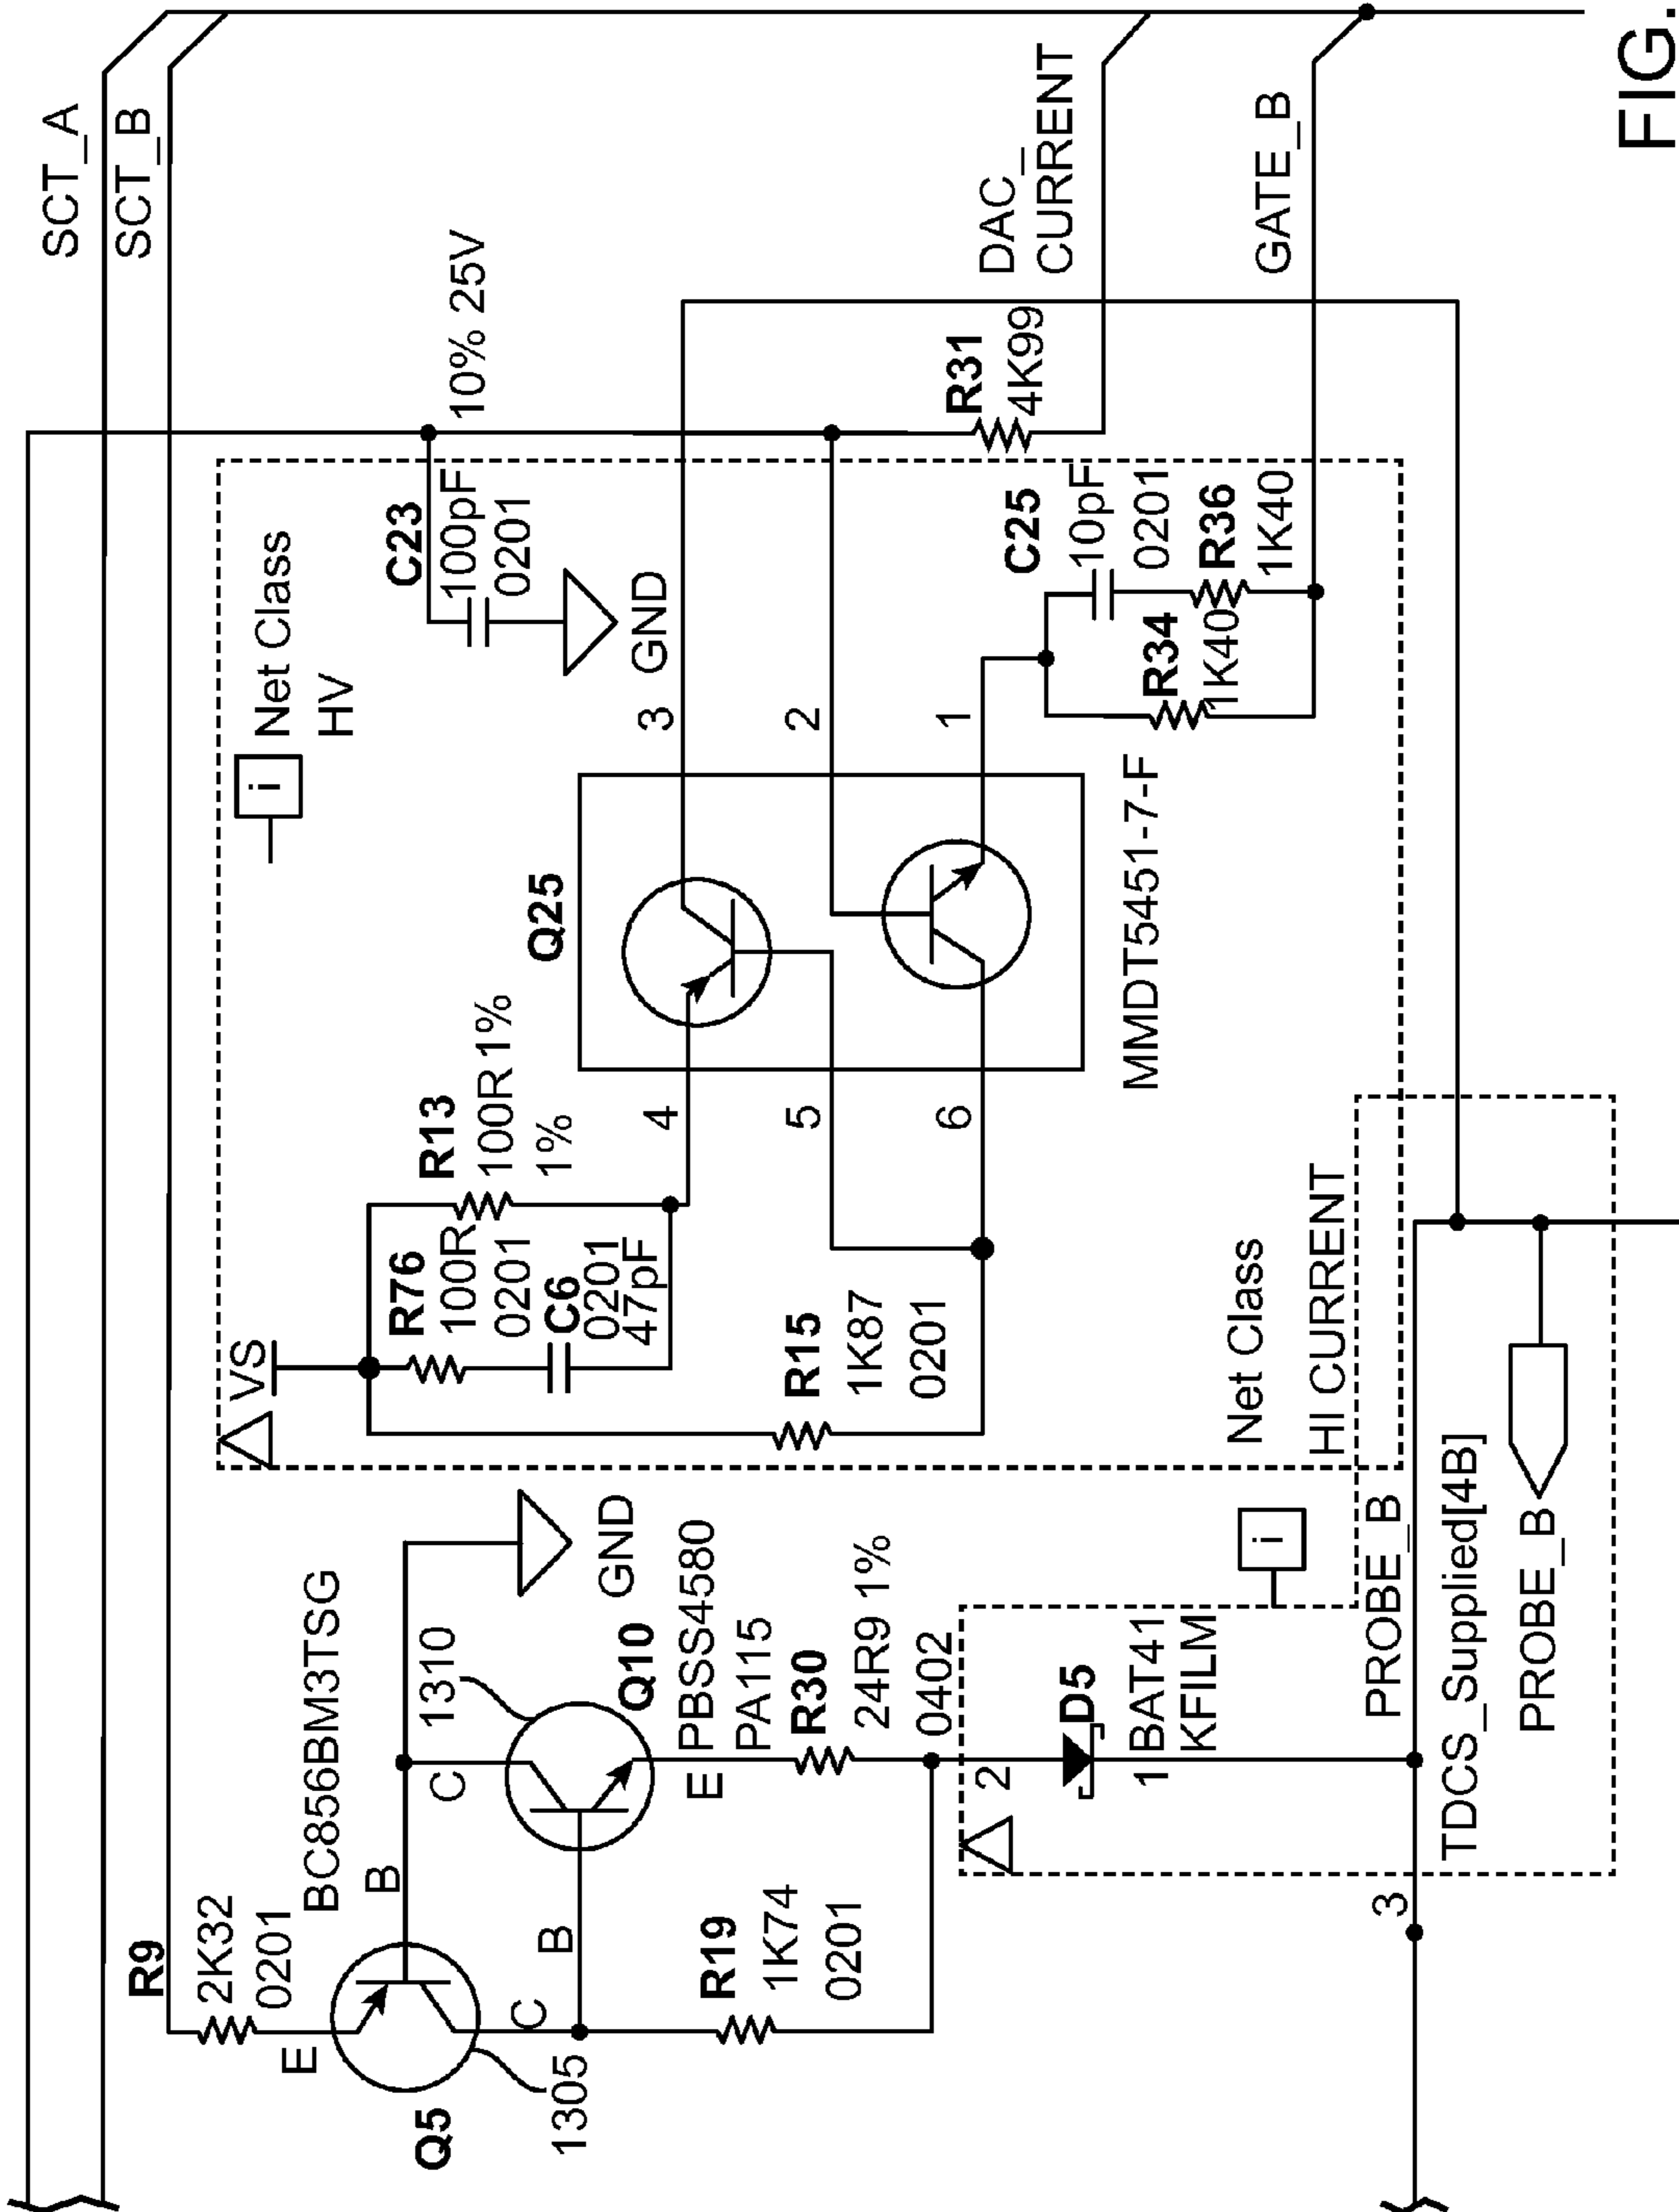 SCT_A
SCT_B
R9
2K32
0201
E
Q5
1305
B
C
BC856BM3TSG
B
C
1310
GND
Q10
PBSS4580
PA115
E
R30
24R9 1%
0402
R19
1K74
0201
2
D5
1
BAT41
KFILM
i
3
PROBE_B
TDCS_Supplied[4B]
PROBE_B
Net Class
HI CURRENT
VS
R76
100R
0201
C6
0201
47pF
R13
100R 1%
1%
R15
1K87
0201
4
5
6
Q25
MMDT5451-7-F
3
2
1
i
Net Class
HV
C23
100pF
0201
10% 25V
GND
R31
4K99
C25
10pF
0201
R36
1K40
R34
1K40
DAC_
CURRENT
GATE_B
FIG.